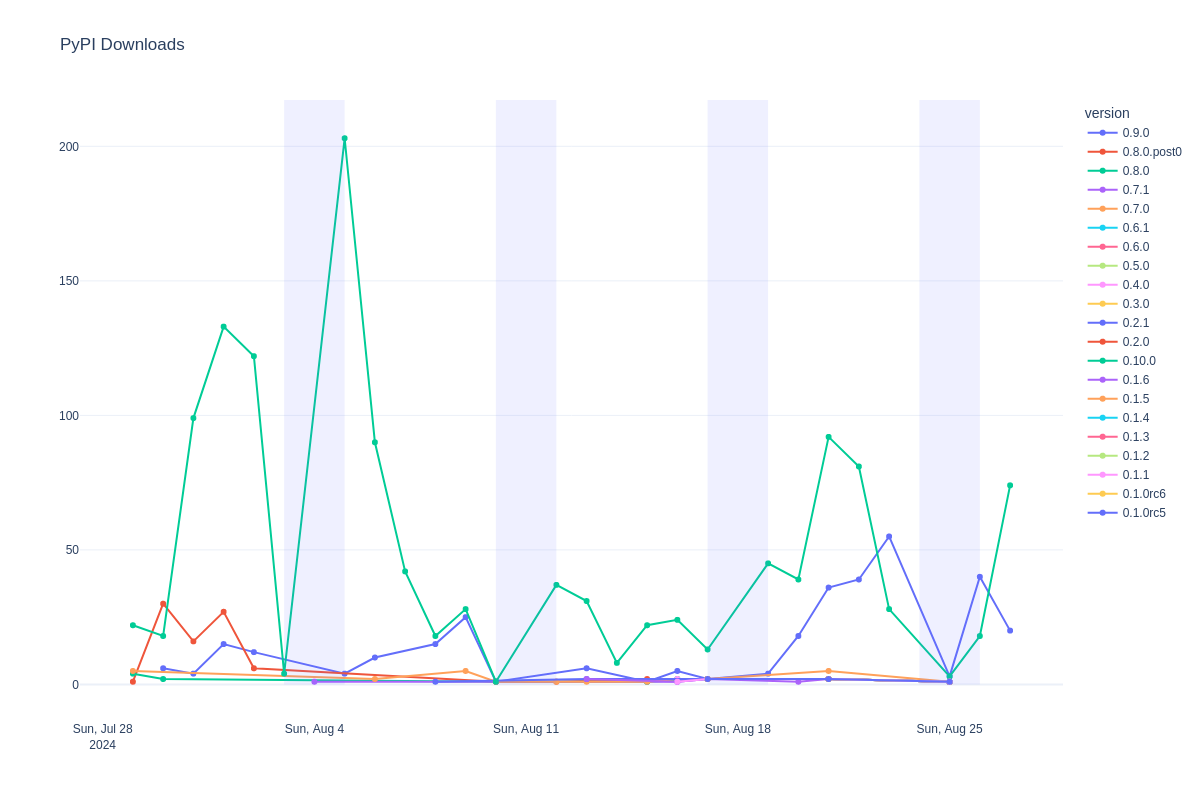 PyPI Downloads
200
150
100
50
0
Sun, Jul 28
2024
Sun, Aug 4
Sun, Aug 11
Sun, Aug 18
Sun, Aug 25
version
0.9.0
0.8.0.post0
0.8.0
0.7.1
0.7.0
0.6.1
0.6.0
0.5.0
0.4.0
0.3.0
0.2.1
0.2.0
0.10.0
0.1.6
0.1.5
0.1.4
0.1.3
0.1.2
0.1.1
0.1.0rc6
0.1.0rc5